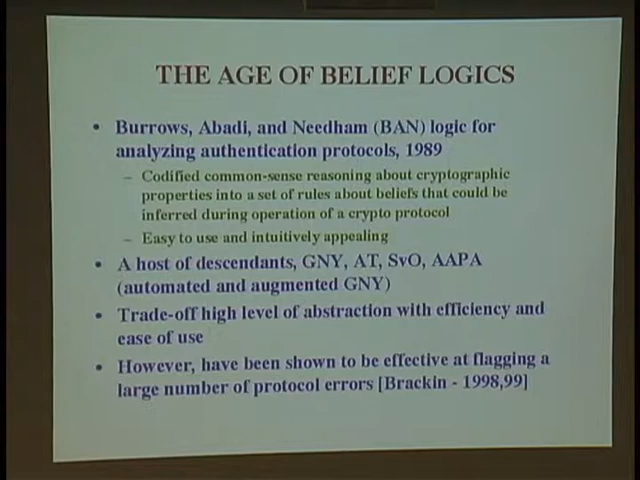 THE AGE OF BELIEF LOGICS
• Burrows, Abadi, and Needham (BAN) logic for
analyzing authentication protocols, 1989
– Codified common-sense reasoning about cryptographic
properties into a set of rules about beliefs that could be
inferred during operation of a crypto protocol
– Easy to use and intuitively appealing
• A host of descendants, GNY, AT, SvO, AAPA
(automated and augmented GNY)
• Trade-off high level of abstraction with efficiency and
ease of use
• However, have been shown to be effective at flagging a
large number of protocol errors [Brackin - 1998,99]